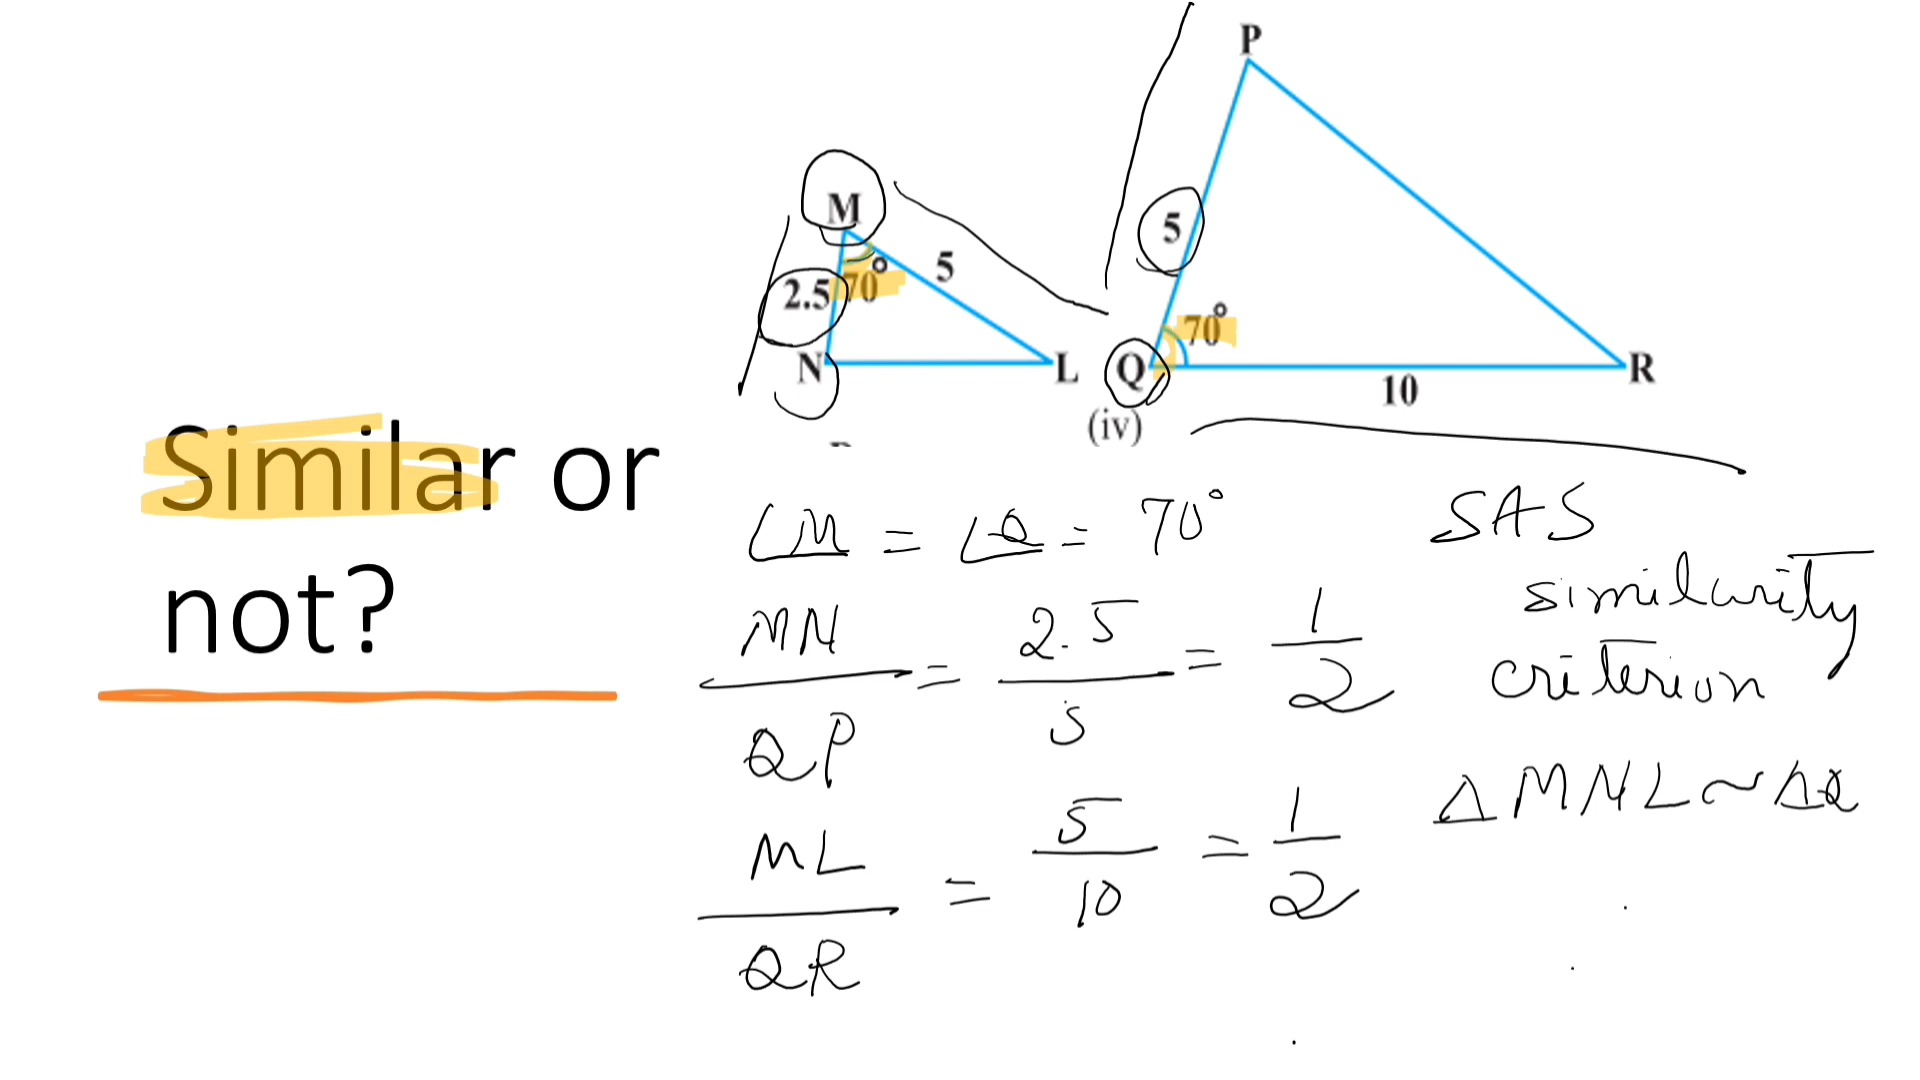 P
M
5
5
70°
2.5
70°
N
L
Q
R
10
(iv)
Similar or
not?
∠M = ∠Q = 70°
MN/QP = 2.5/5 = 1/2
ML/QR = 5/10 = 1/2
SAS
similarity
criterion
Δ MNL ~ ΔQ